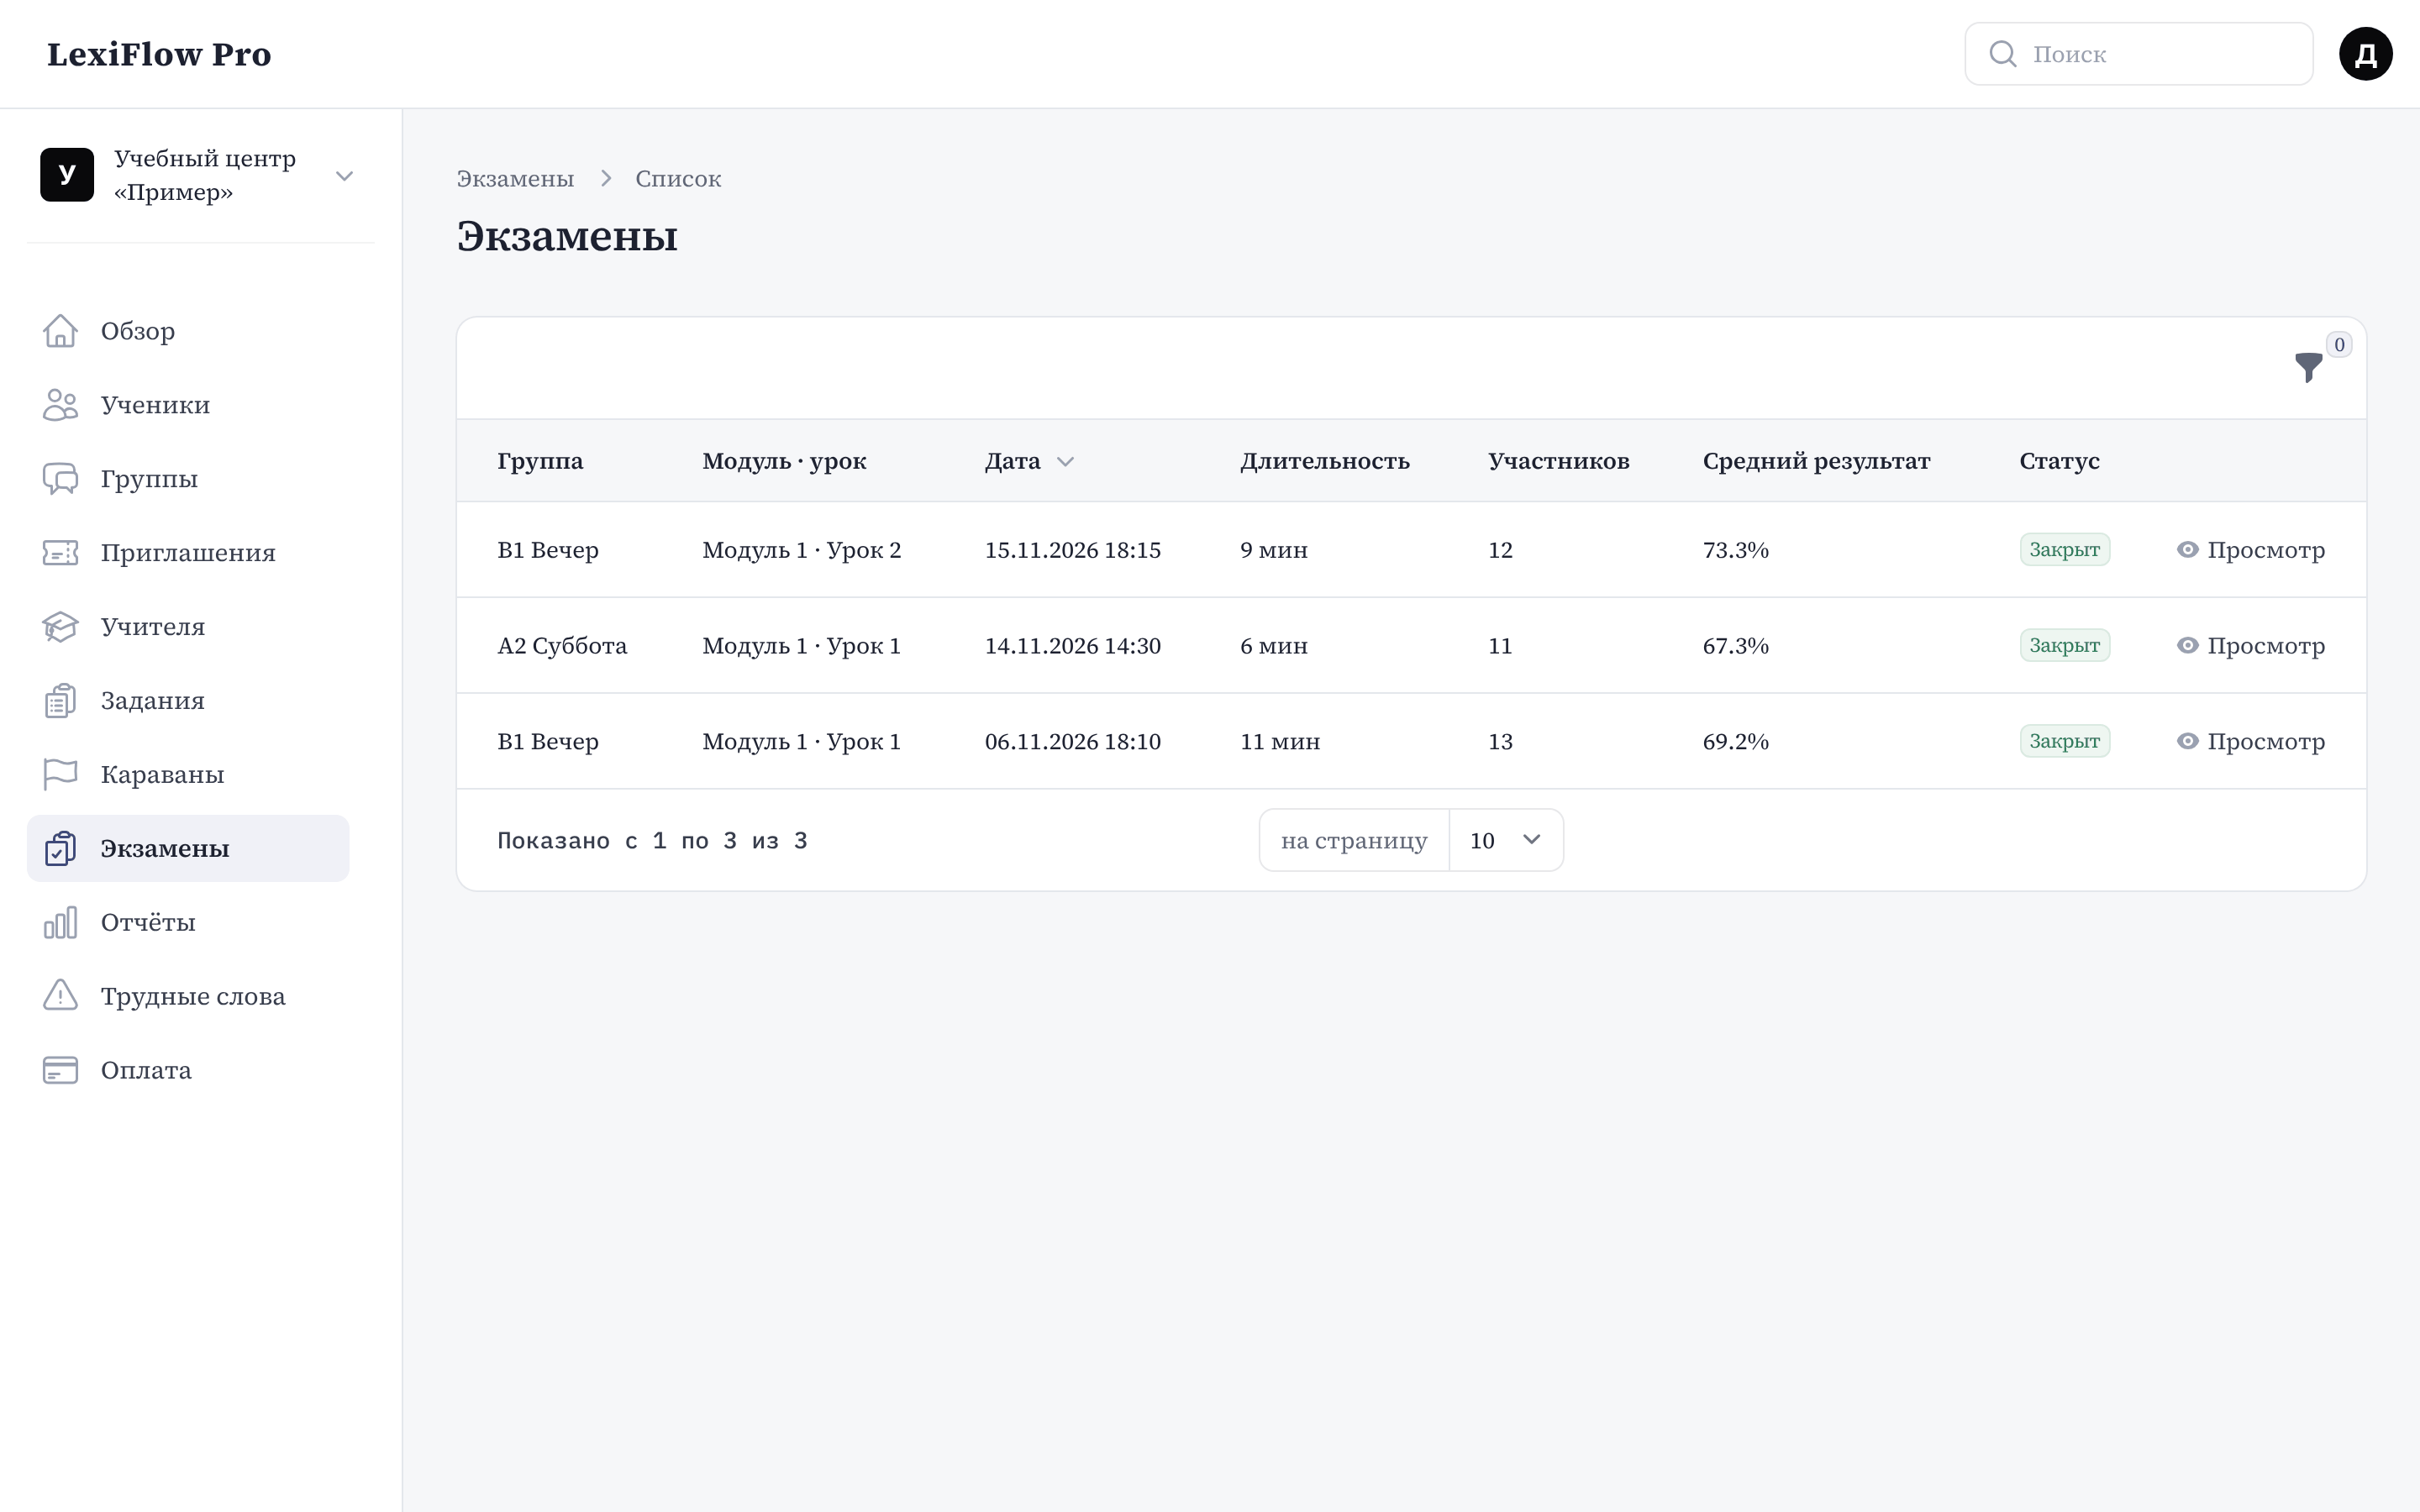 LexiFlow Pro
Поиск
Д
У
Учебный центр
«Пример»
Обзор
Ученики
Группы
Приглашения
Учителя
Задания
Караваны
Экзамены
Отчёты
Трудные слова
Оплата
Экзамены > Список
Экзамены
0
Группа Модуль · урок Дата Длительность Участников Средний результат Статус
B1 Вечер Модуль 1 · Урок 2 15.11.2026 18:15 9 мин 12 73.3% Закрыт Просмотр
A2 Суббота Модуль 1 · Урок 1 14.11.2026 14:30 6 мин 11 67.3% Закрыт Просмотр
B1 Вечер Модуль 1 · Урок 1 06.11.2026 18:10 11 мин 13 69.2% Закрыт Просмотр
Показано с 1 по 3 из 3 на страницу 10